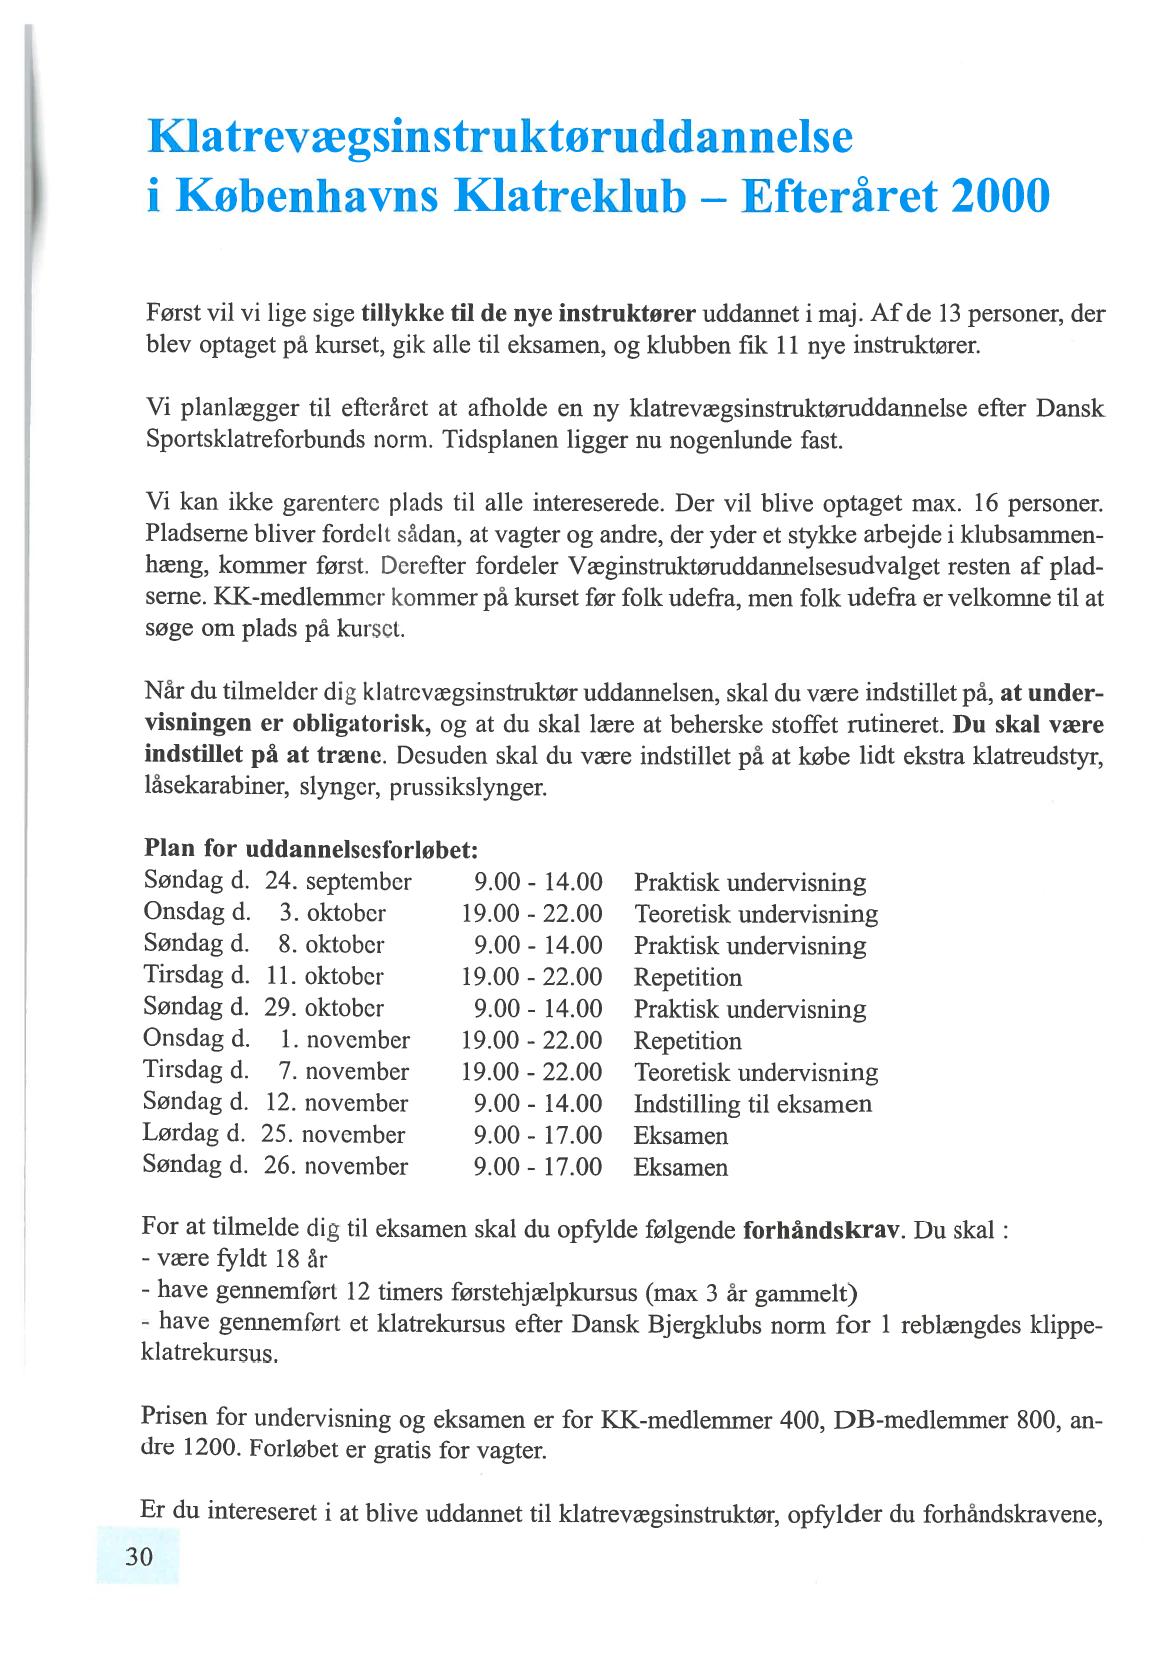 Klatrevægsinstruktøruddannelse
i Københavns Klatreklub – Efteråret 2000
Først vil vi lige sige tillykke til de nye instruktører uddannet i maj. Af de 13 personer, der
blev optaget på kurset, gik alle til eksamen, og klubben fik 11 nye instruktører.
Vi planlægger til efteråret at afholde en ny klatrevægsinstruktøruddannelse efter Dansk
Sportsklatreforbunds norm. Tidsplanen ligger nu nogenlunde fast.
Vi kan ikke garentere plads til alle intereserede. Der vil blive optaget max. 16 personer.
Pladserne bliver fordelt sådan, at vagter og andre, der yder et stykke arbejde i klubsammen-
hæng, kommer først. Derefter fordeler Væginstruktøruddannelsesudvalget resten af plad-
serne. KK-medlemmer kommer på kurset før folk udefra, men folk udefra er velkomne til at
søge om plads på kurset.
Når du tilmelder dig klatrevægsinstruktør uddannelsen, skal du være indstillet på, at under-
visningen er obligatorisk, og at du skal lære at beherske stoffet rutineret. Du skal være
indstillet på at træne. Desuden skal du være indstillet på at købe lidt ekstra klatreudstyr,
låsekarabiner, slynger, prussikslynger.
Plan for uddannelsesforløbet:
Søndag d. 24. september 9.00 - 14.00 Praktisk undervisning
Onsdag d. 3. oktober 19.00 - 22.00 Teoretisk undervisning
Søndag d. 8. oktober 9.00 - 14.00 Praktisk undervisning
Tirsdag d. 11. oktober 19.00 - 22.00 Repetition
Søndag d. 29. oktober 9.00 - 14.00 Praktisk undervisning
Onsdag d. 1. november 19.00 - 22.00 Repetition
Tirsdag d. 7. november 19.00 - 22.00 Teoretisk undervisning
Søndag d. 12. november 9.00 - 14.00 Indstilling til eksamen
Lørdag d. 25. november 9.00 - 17.00 Eksamen
Søndag d. 26. november 9.00 - 17.00 Eksamen
For at tilmelde dig til eksamen skal du opfylde følgende forhåndskrav. Du skal :
- være fyldt 18 år
- have gennemført 12 timers førstehjælpkursus (max 3 år gammelt)
- have gennemført et klatrekursus efter Dansk Bjergklubs norm for 1 reblængdes klippe-
klatrekursus.
Prisen for undervisning og eksamen er for KK-medlemmer 400, DB-medlemmer 800, an-
dre 1200. Forløbet er gratis for vagter.
Er du intereseret i at blive uddannet til klatrevægsinstruktør, opfylder du forhåndskravene,
30